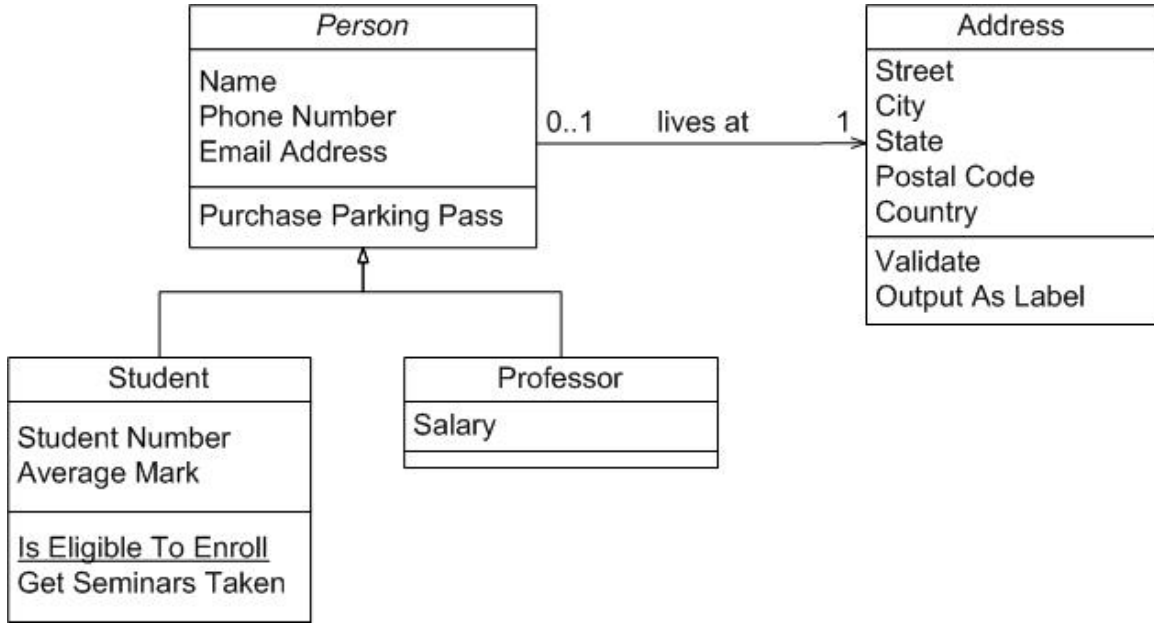 Person
Name
Phone Number
Email Address
Purchase Parking Pass
0..1 lives at 1
Address
Street
City
State
Postal Code
Country
Validate
Output As Label
Student
Student Number
Average Mark
Is Eligible To Enroll
Get Seminars Taken
Professor
Salary